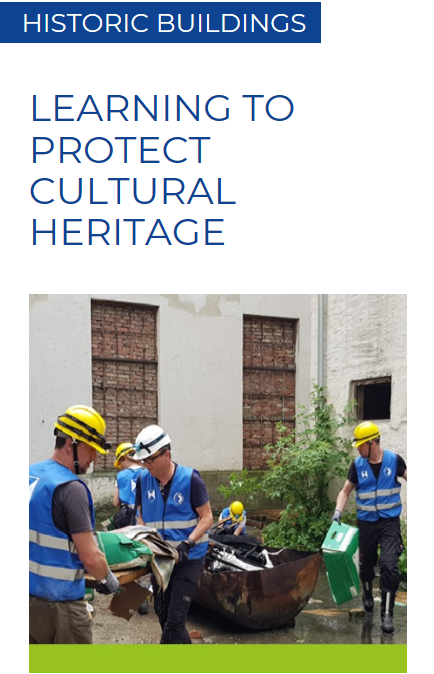 HISTORIC BUILDINGS
LEARNING TO
PROTECT
CULTURAL
HERITAGE
H